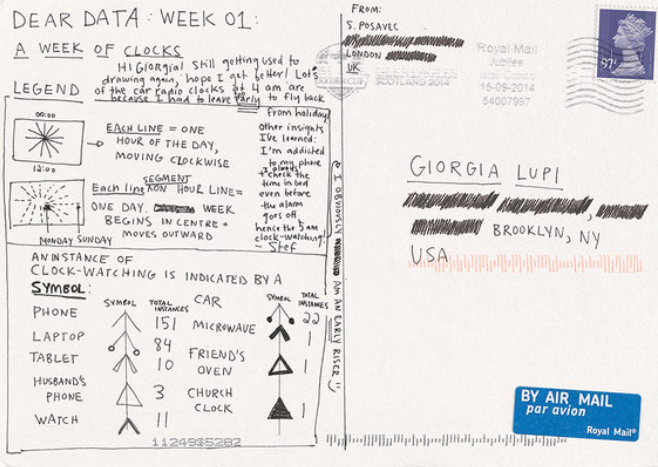 DEAR DATA: WEEK 01:
A WEEK OF CLOCKS
Hi Giorgia! Still getting used to
drawing again, hope I get better! Lots
of the car radio clocks at 4 am are
because I had to leave early to fly back
from holiday.
other insights
I've learned:
I'm addicted
to my phone
& always
check the
time in bed
even before
the alarm
goes off
hence the 5 am
clock-watching!
- Stef
LEGEND
00:00
12:00
EACH LINE = ONE
HOUR OF THE DAY,
MOVING CLOCKWISE
SEGMENT
Each line ON HOUR LINE=
ONE DAY. WEEK
BEGINS IN CENTRE +
MOVES OUTWARD
MONDAY SUNDAY
& I OBVIOUSLY AM AN EARLY RISER :)
AN INSTANCE OF
CLOCK-WATCHING IS INDICATED BY A
SYMBOL:
SYMBOL TOTAL INSTANCES
PHONE 151
LAPTOP 84
TABLET 10
HUSBAND'S PHONE 3
WATCH 11
SYMBOL TOTAL INSTANCES
CAR 22
MICROWAVE 1
FRIEND'S OVEN 1
CHURCH CLOCK 1
11249$5282
FROM:
S. POSAVEC
LONDON
UK
SCOTLAND 2014
Royal Mail
Jubilee
Mail Centre
15-09-2014
54007997
GIORGIA LUPI
BROOKLYN, NY
USA
BY AIR MAIL
par avion
Royal Mail®